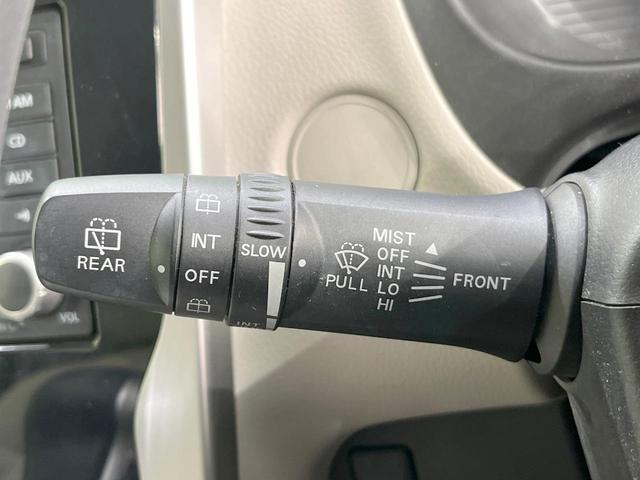 AM
CD
AUX
VOL
REAR
INT
OFF
SLOW
INT
PULL
MIST
OFF
INT
LO
HI
FRONT